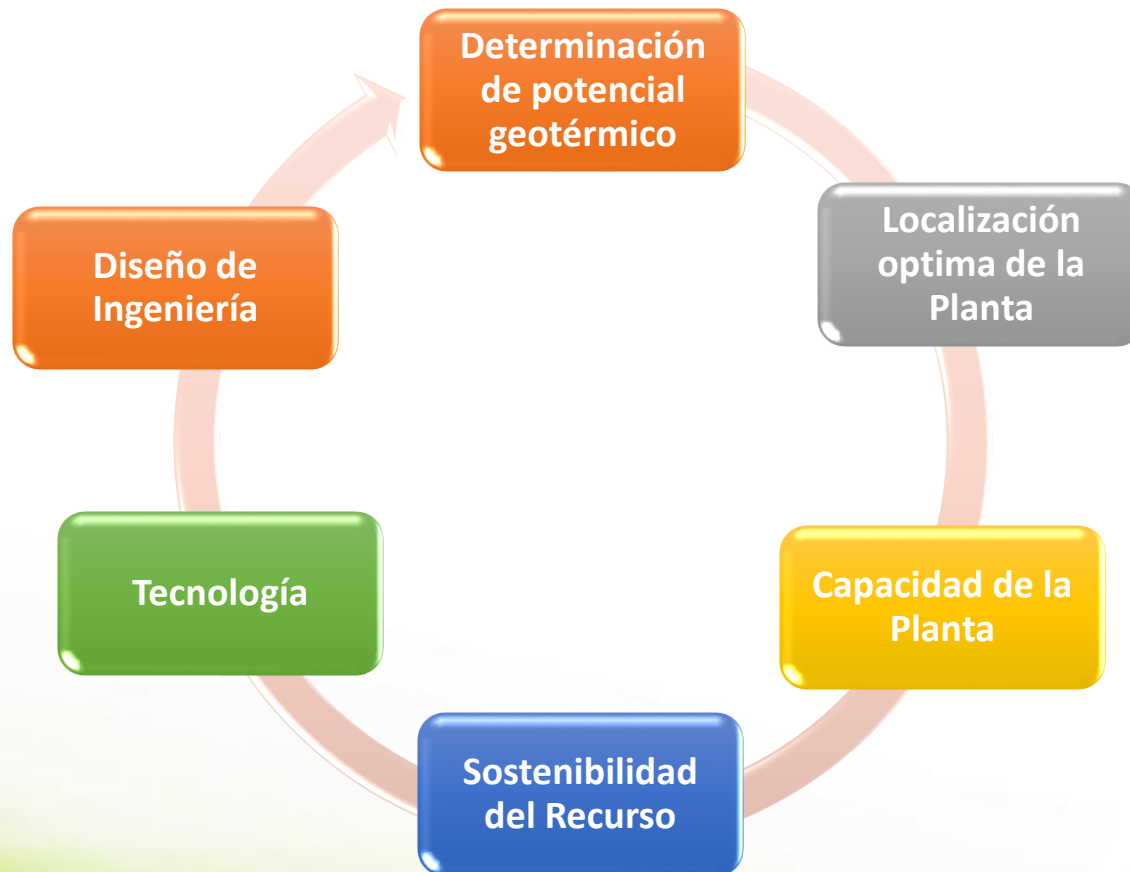 Determinación
de potencial
geotérmico
Localización
optima de la
Planta
Capacidad de la
Planta
Sostenibilidad
del Recurso
Tecnología
Diseño de
Ingeniería